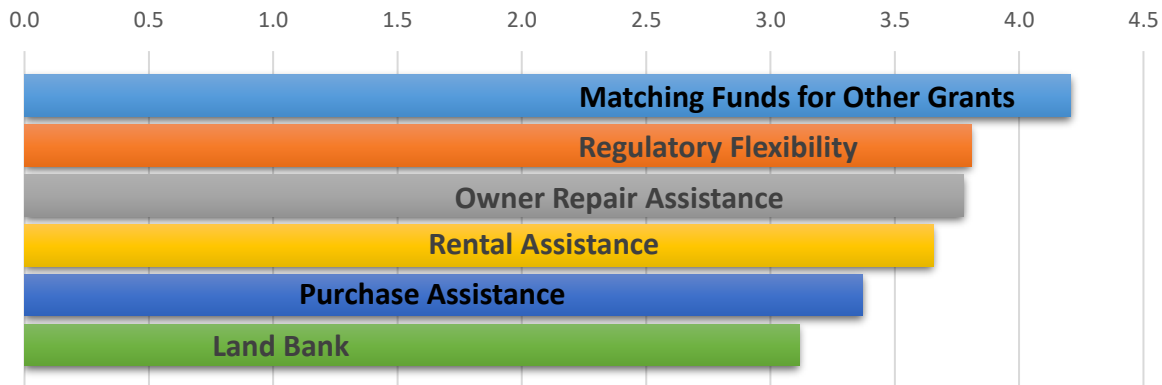 0.0 0.5 1.0 1.5 2.0 2.5 3.0 3.5 4.0 4.5
Matching Funds for Other Grants
Regulatory Flexibility
Owner Repair Assistance
Rental Assistance
Purchase Assistance
Land Bank